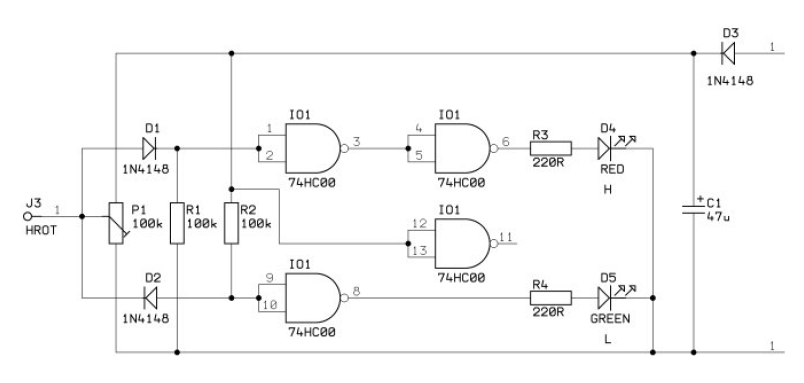 D3
1
1N4148
D1
1N4148
IO1
1
2
3
74HC00
IO1
4
5
6
74HC00
R3
220R
D4
RED
H
J3
1
HROT
P1
100k
R1
100k
R2
100k
IO1
12
13
11
74HC00
+
C1
47u
D2
1N4148
IO1
9
10
8
74HC00
R4
220R
D5
GREEN
L
1